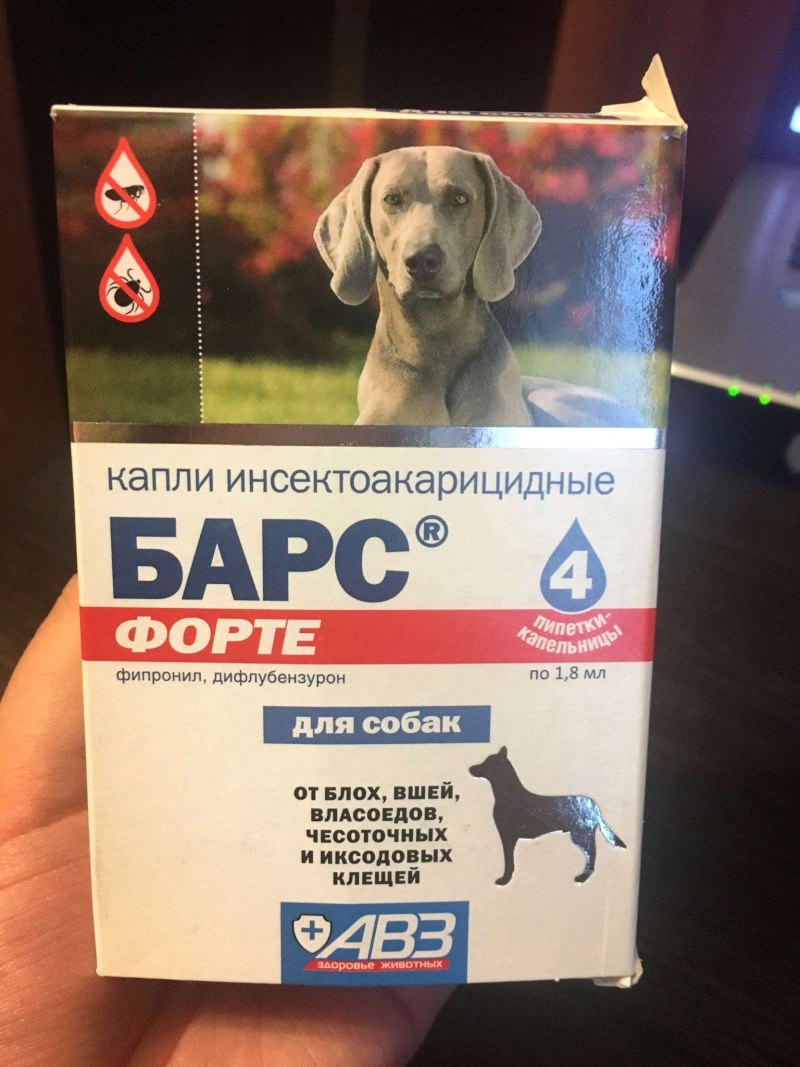 капли инсектоакарицидные
БАРС®
4
ФОРТЕ
пипетки-
капельницы
фипронил, дифлубензурон
по 1,8 мл
для собак
ОТ БЛОХ, ВШЕЙ,
ВЛАСОЕДОВ,
ЧЕСОТОЧНЫХ
И ИКСОДОВЫХ
КЛЕЩЕЙ
АВЗ
ЗДОРОВЬЕ ЖИВОТНЫХ